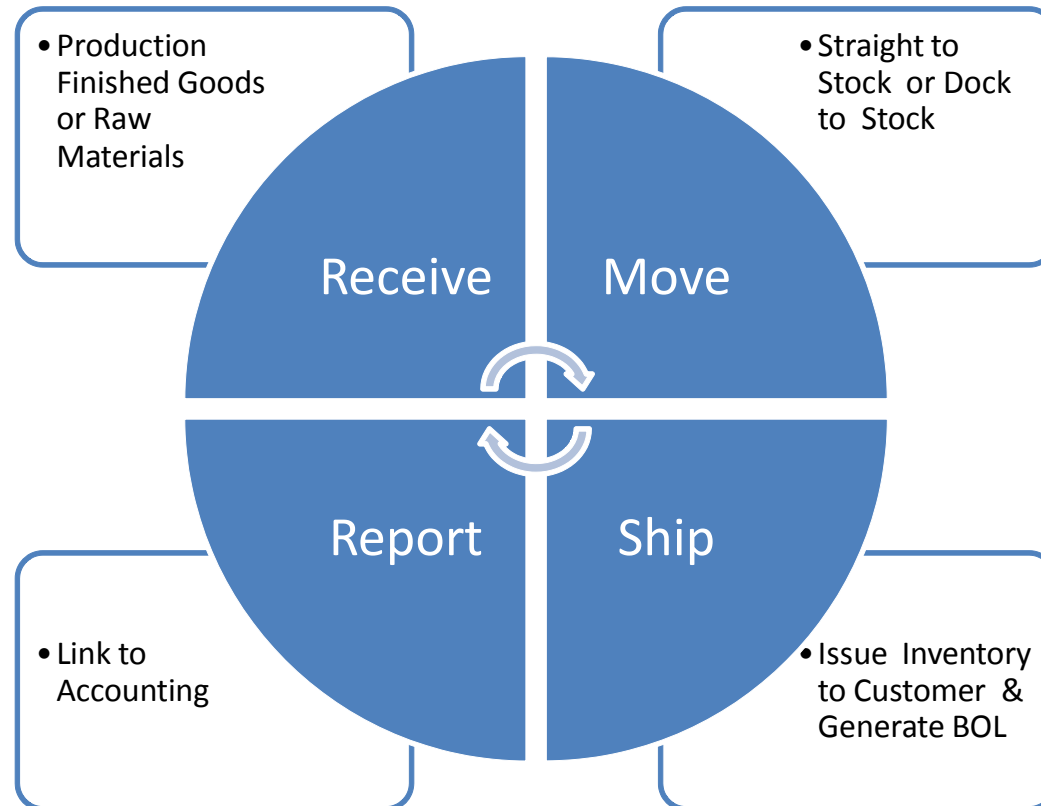 • Production
Finished Goods
or Raw
Materials
• Straight to
Stock or Dock
to Stock
Receive
Move
Report
Ship
• Link to
Accounting
• Issue Inventory
to Customer &
Generate BOL